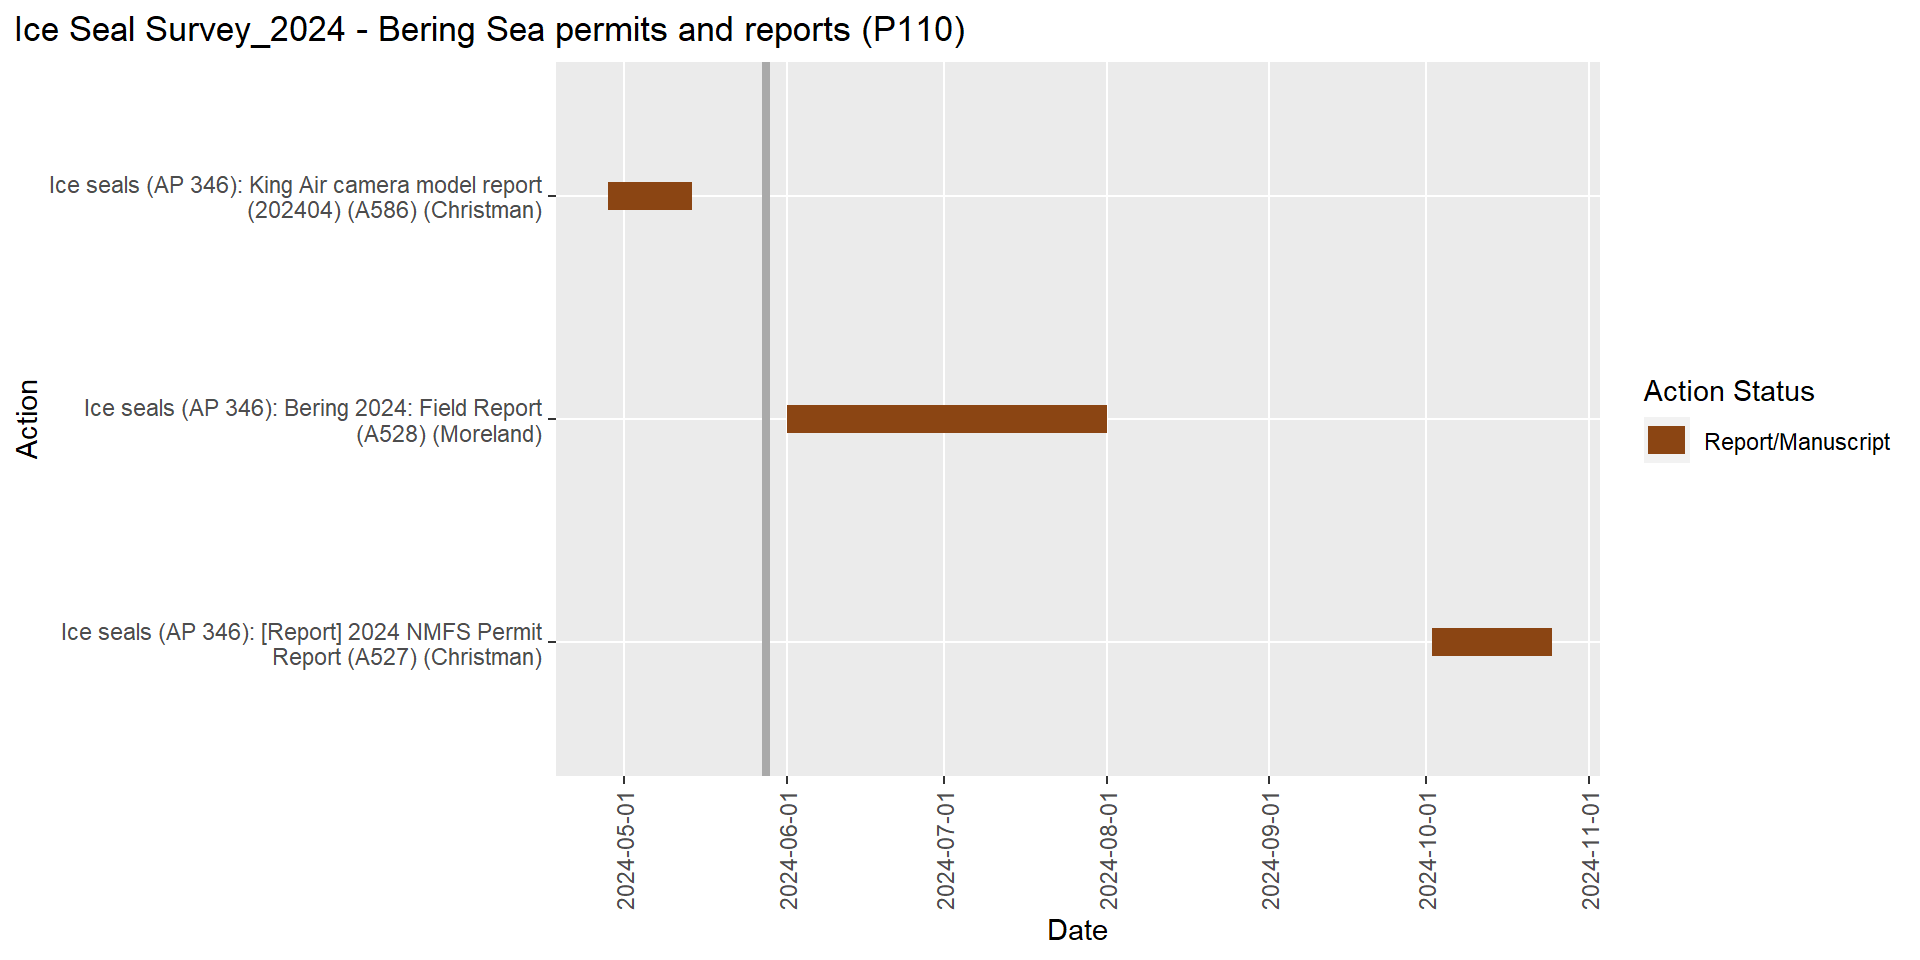 Ice Seal Survey_2024 - Bering Sea permits and reports (P110)
Action
Ice seals (AP 346): King Air camera model report
(202404) (A586) (Christman)
Ice seals (AP 346): Bering 2024: Field Report
(A528) (Moreland)
Ice seals (AP 346): [Report] 2024 NMFS Permit
Report (A527) (Christman)
2024-05-01
2024-06-01
2024-07-01
2024-08-01
2024-09-01
2024-10-01
2024-11-01
Date
Action Status
Report/Manuscript